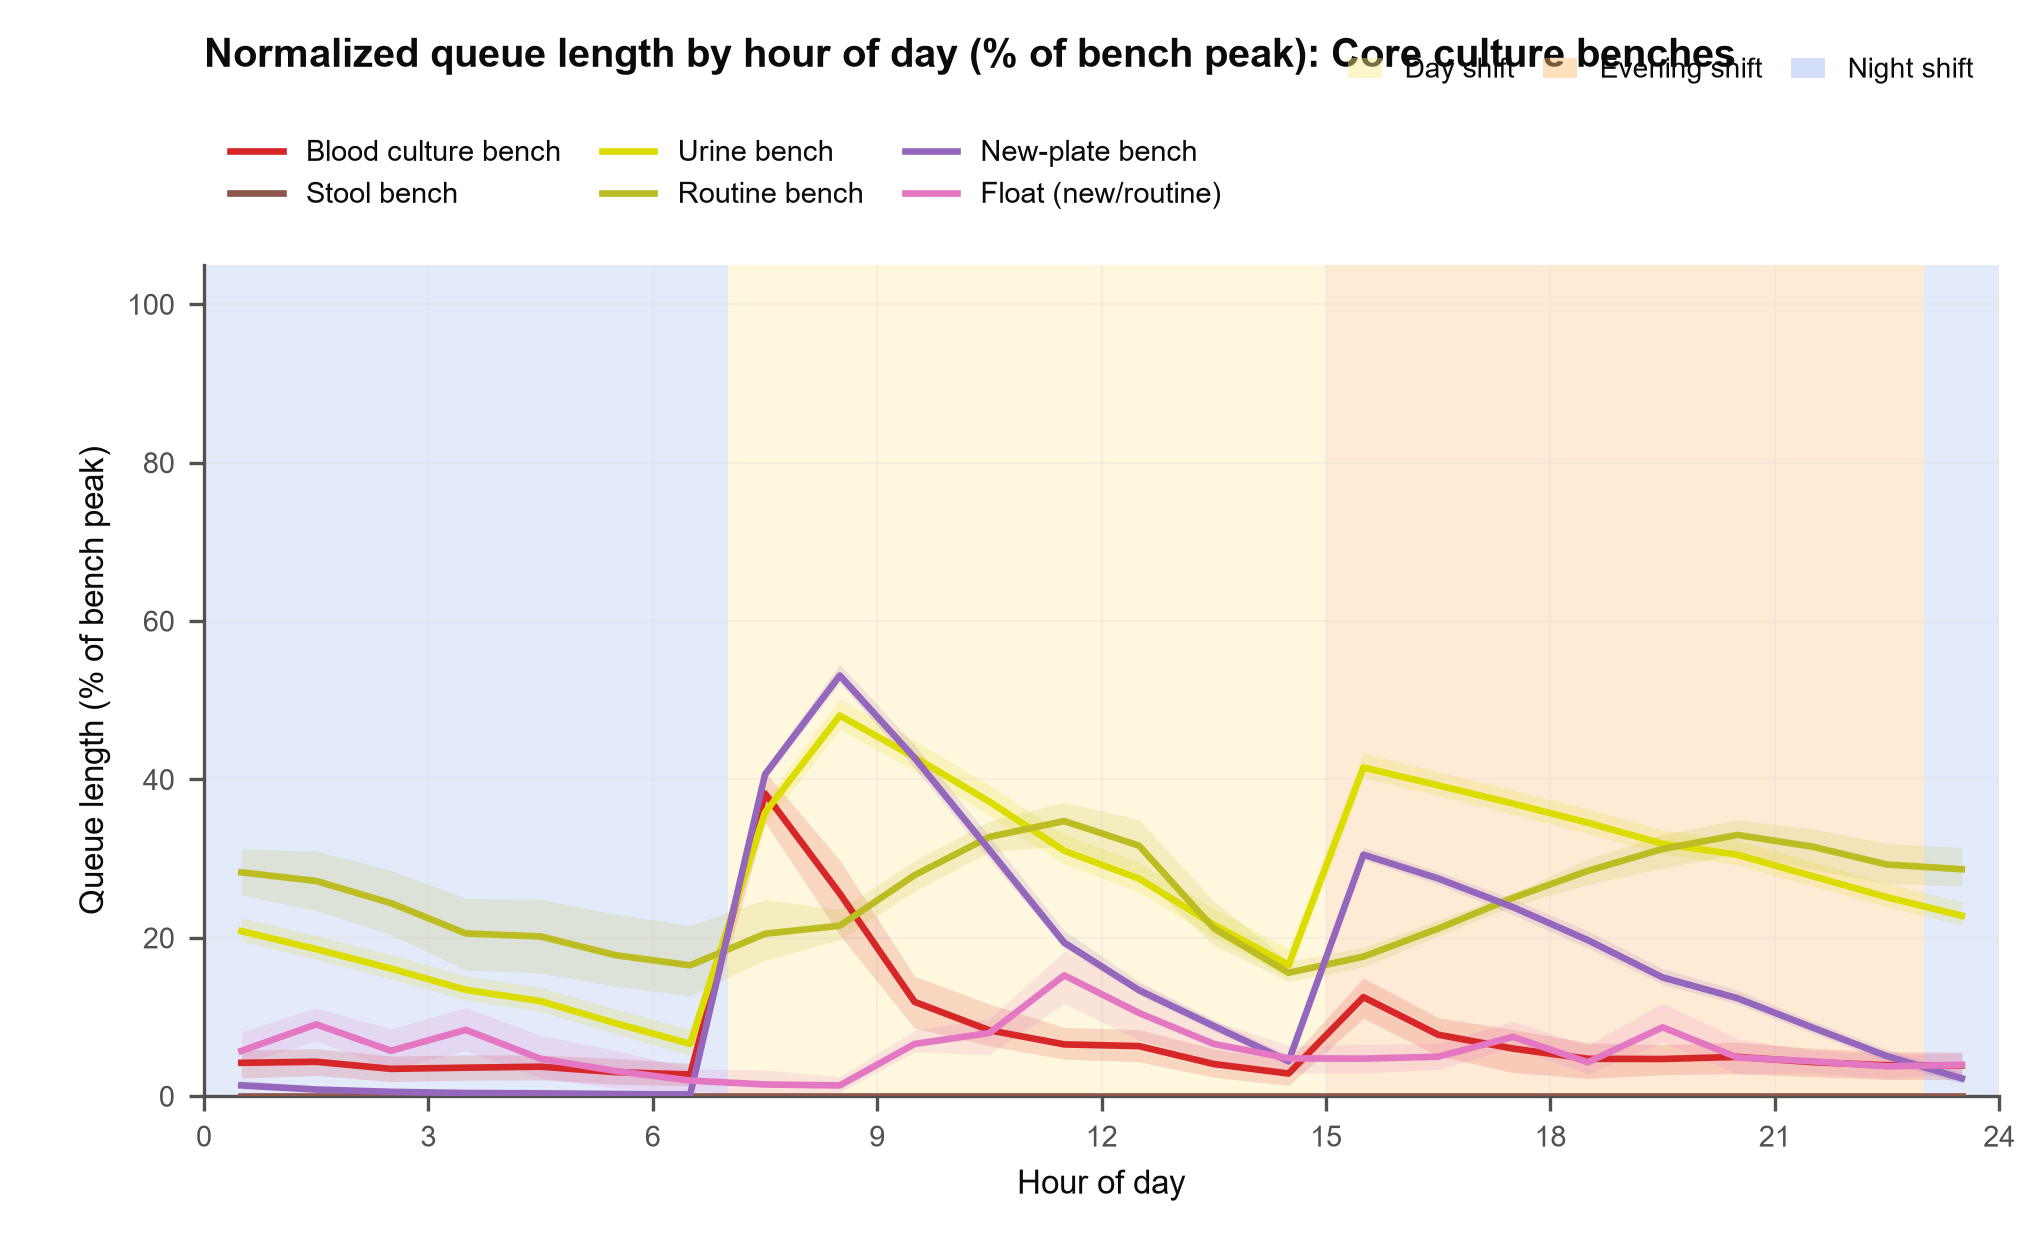 Normalized queue length by hour of day (% of bench peak): Core culture benches
Day shift Evening shift Night shift
Blood culture bench Urine bench New-plate bench
Stool bench Routine bench Float (new/routine)
100
80
60
40
20
0
Queue length (% of bench peak)
0 3 6 9 12 15 18 21 24
Hour of day